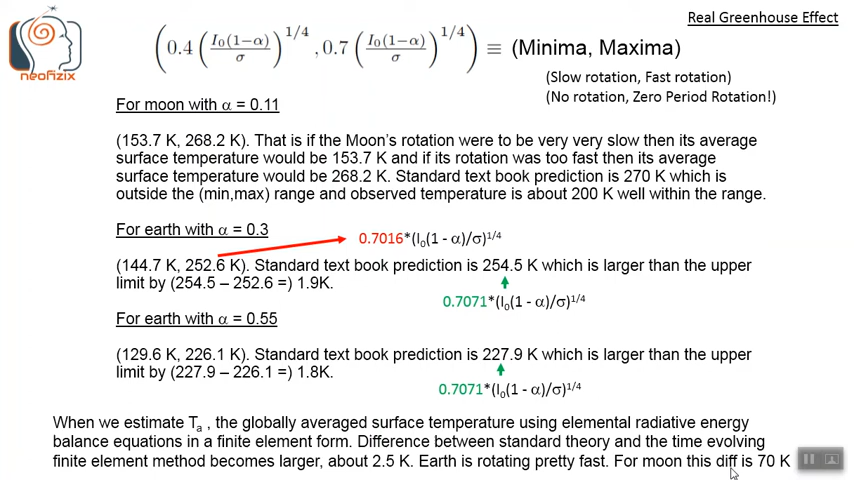 Real Greenhouse Effect
neofizix
(0.4 (I₀(1−α)/σ)^1/4 , 0.7 (I₀(1−α)/σ)^1/4) ≡ (Minima, Maxima)
(Slow rotation, Fast rotation)
(No rotation, Zero Period Rotation!)
For moon with α = 0.11
(153.7 K, 268.2 K). That is if the Moon's rotation were to be very very slow then its average
surface temperature would be 153.7 K and if its rotation was too fast then its average
surface temperature would be 268.2 K. Standard text book prediction is 270 K which is
outside the (min,max) range and observed temperature is about 200 K well within the range.
For earth with α = 0.3
0.7016*(I₀(1 - α)/σ)^1/4
(144.7 K, 252.6 K). Standard text book prediction is 254.5 K which is larger than the upper
limit by (254.5 – 252.6 =) 1.9K.
0.7071*(I₀(1 - α)/σ)^1/4
For earth with α = 0.55
(129.6 K, 226.1 K). Standard text book prediction is 227.9 K which is larger than the upper
limit by (227.9 – 226.1 =) 1.8K.
0.7071*(I₀(1 - α)/σ)^1/4
When we estimate Tₐ , the globally averaged surface temperature using elemental radiative energy
balance equations in a finite element form. Difference between standard theory and the time evolving
finite element method becomes larger, about 2.5 K. Earth is rotating pretty fast. For moon this diff is 70 K